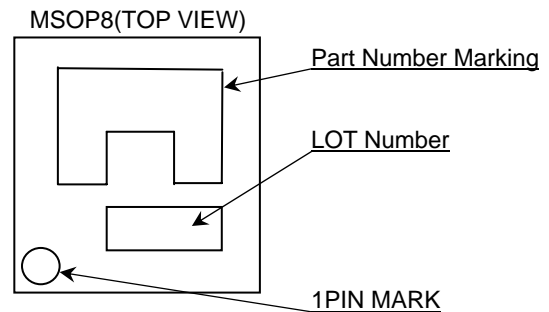 MSOP8(TOP VIEW)
Part Number Marking
LOT Number
1PIN MARK